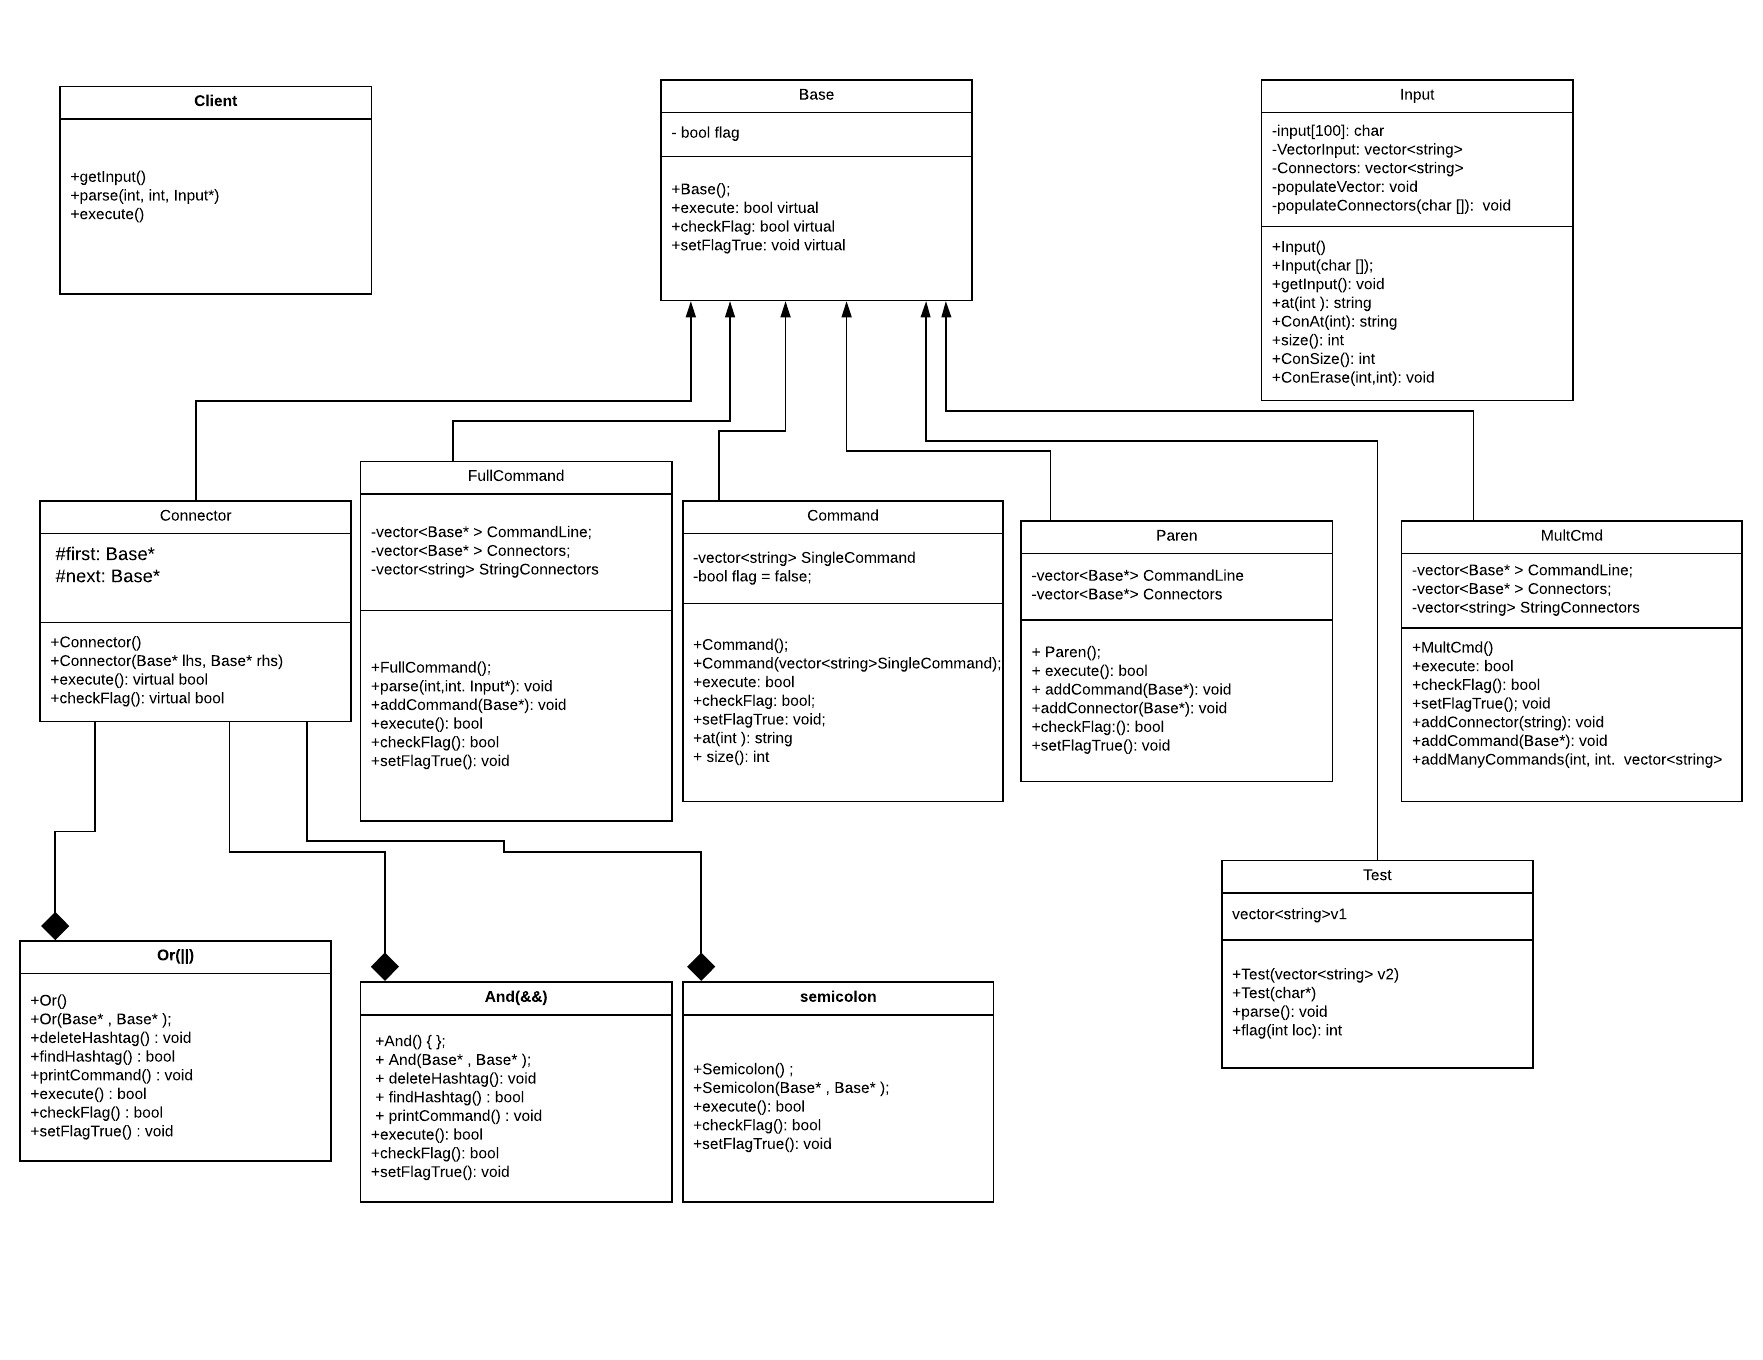 Client
+getInput()
+parse(int, int, Input*)
+execute()
Base
- bool flag
+Base();
+execute: bool virtual
+checkFlag: bool virtual
+setFlagTrue: void virtual
Input
-input[100]: char
-VectorInput: vector<string>
-Connectors: vector<string>
-populateVector: void
-populateConnectors(char []):  void
+Input()
+Input(char []);
+getInput(): void
+at(int ): string
+ConAt(int): string
+size(): int
+ConSize(): int
+ConErase(int,int): void
Connector
#first: Base*
#next: Base*
+Connector()
+Connector(Base* lhs, Base* rhs)
+execute(): virtual bool
+checkFlag(): virtual bool
FullCommand
-vector<Base* > CommandLine;
-vector<Base* > Connectors;
-vector<string> StringConnectors
+FullCommand();
+parse(int,int. Input*): void
+addCommand(Base*): void
+execute(): bool
+checkFlag(): bool
+setFlagTrue(): void
Command
-vector<string> SingleCommand
-bool flag = false;
+Command();
+Command(vector<string>SingleCommand);
+execute: bool
+checkFlag: bool;
+setFlagTrue: void;
+at(int ): string
+ size(): int
Paren
-vector<Base*> CommandLine
-vector<Base*> Connectors
+ Paren();
+ execute(): bool
+ addCommand(Base*): void
+addConnector(Base*): void
+checkFlag:(): bool
+setFlagTrue(): void
MultCmd
-vector<Base* > CommandLine;
-vector<Base* > Connectors;
-vector<string> StringConnectors
+MultCmd()
+execute: bool
+checkFlag(): bool
+setFlagTrue(); void
+addConnector(string): void
+addCommand(Base*): void
+addManyCommands(int, int.  vector<string>
Test
vector<string>v1
+Test(vector<string> v2)
+Test(char*)
+parse(): void
+flag(int loc): int
Or(||)
+Or()
+Or(Base* , Base* );
+deleteHashtag() : void
+findHashtag() : bool
+printCommand() : void
+execute() : bool
+checkFlag() : bool
+setFlagTrue() : void
And(&&)
+And() { };
+ And(Base* , Base* );
+ deleteHashtag(): void
+ findHashtag() : bool
+ printCommand() : void
+execute(): bool
+checkFlag(): bool
+setFlagTrue(): void
semicolon
+Semicolon() ;
+Semicolon(Base* , Base* );
+execute(): bool
+checkFlag(): bool
+setFlagTrue(): void